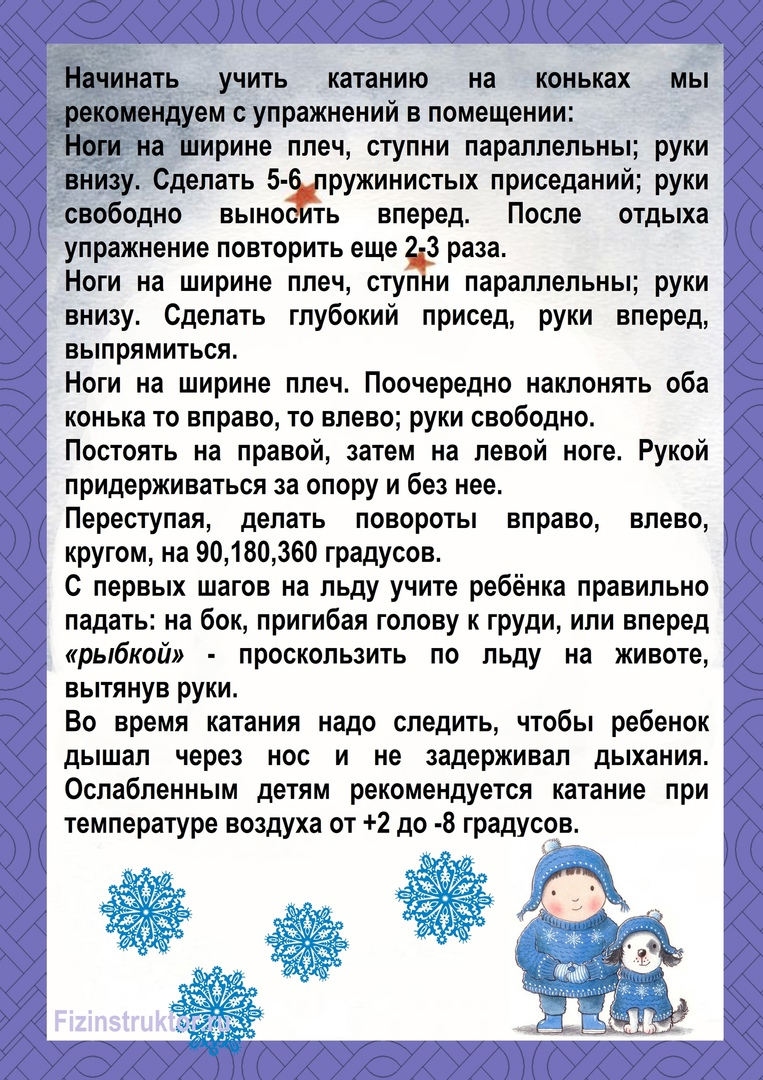 Начинать учить катанию на коньках мы
рекомендуем с упражнений в помещении:
Ноги на ширине плеч, ступни параллельны; руки
внизу. Сделать 5-6 пружинистых приседаний; руки
свободно выносить вперед. После отдыха
упражнение повторить еще 2-3 раза.
Ноги на ширине плеч, ступни параллельны; руки
внизу. Сделать глубокий присед, руки вперед,
выпрямиться.
Ноги на ширине плеч. Поочередно наклонять оба
конька то вправо, то влево; руки свободно.
Постоять на правой, затем на левой ноге. Рукой
придерживаться за опору и без нее.
Переступая, делать повороты вправо, влево,
кругом, на 90,180,360 градусов.
С первых шагов на льду учите ребёнка правильно
падать: на бок, пригибая голову к груди, или вперед
«рыбкой» - проскользить по льду на животе,
вытянув руки.
Во время катания надо следить, чтобы ребенок
дышал через нос и не задерживал дыхания.
Ослабленным детям рекомендуется катание при
температуре воздуха от +2 до -8 градусов.
Fizinstruktor.ru